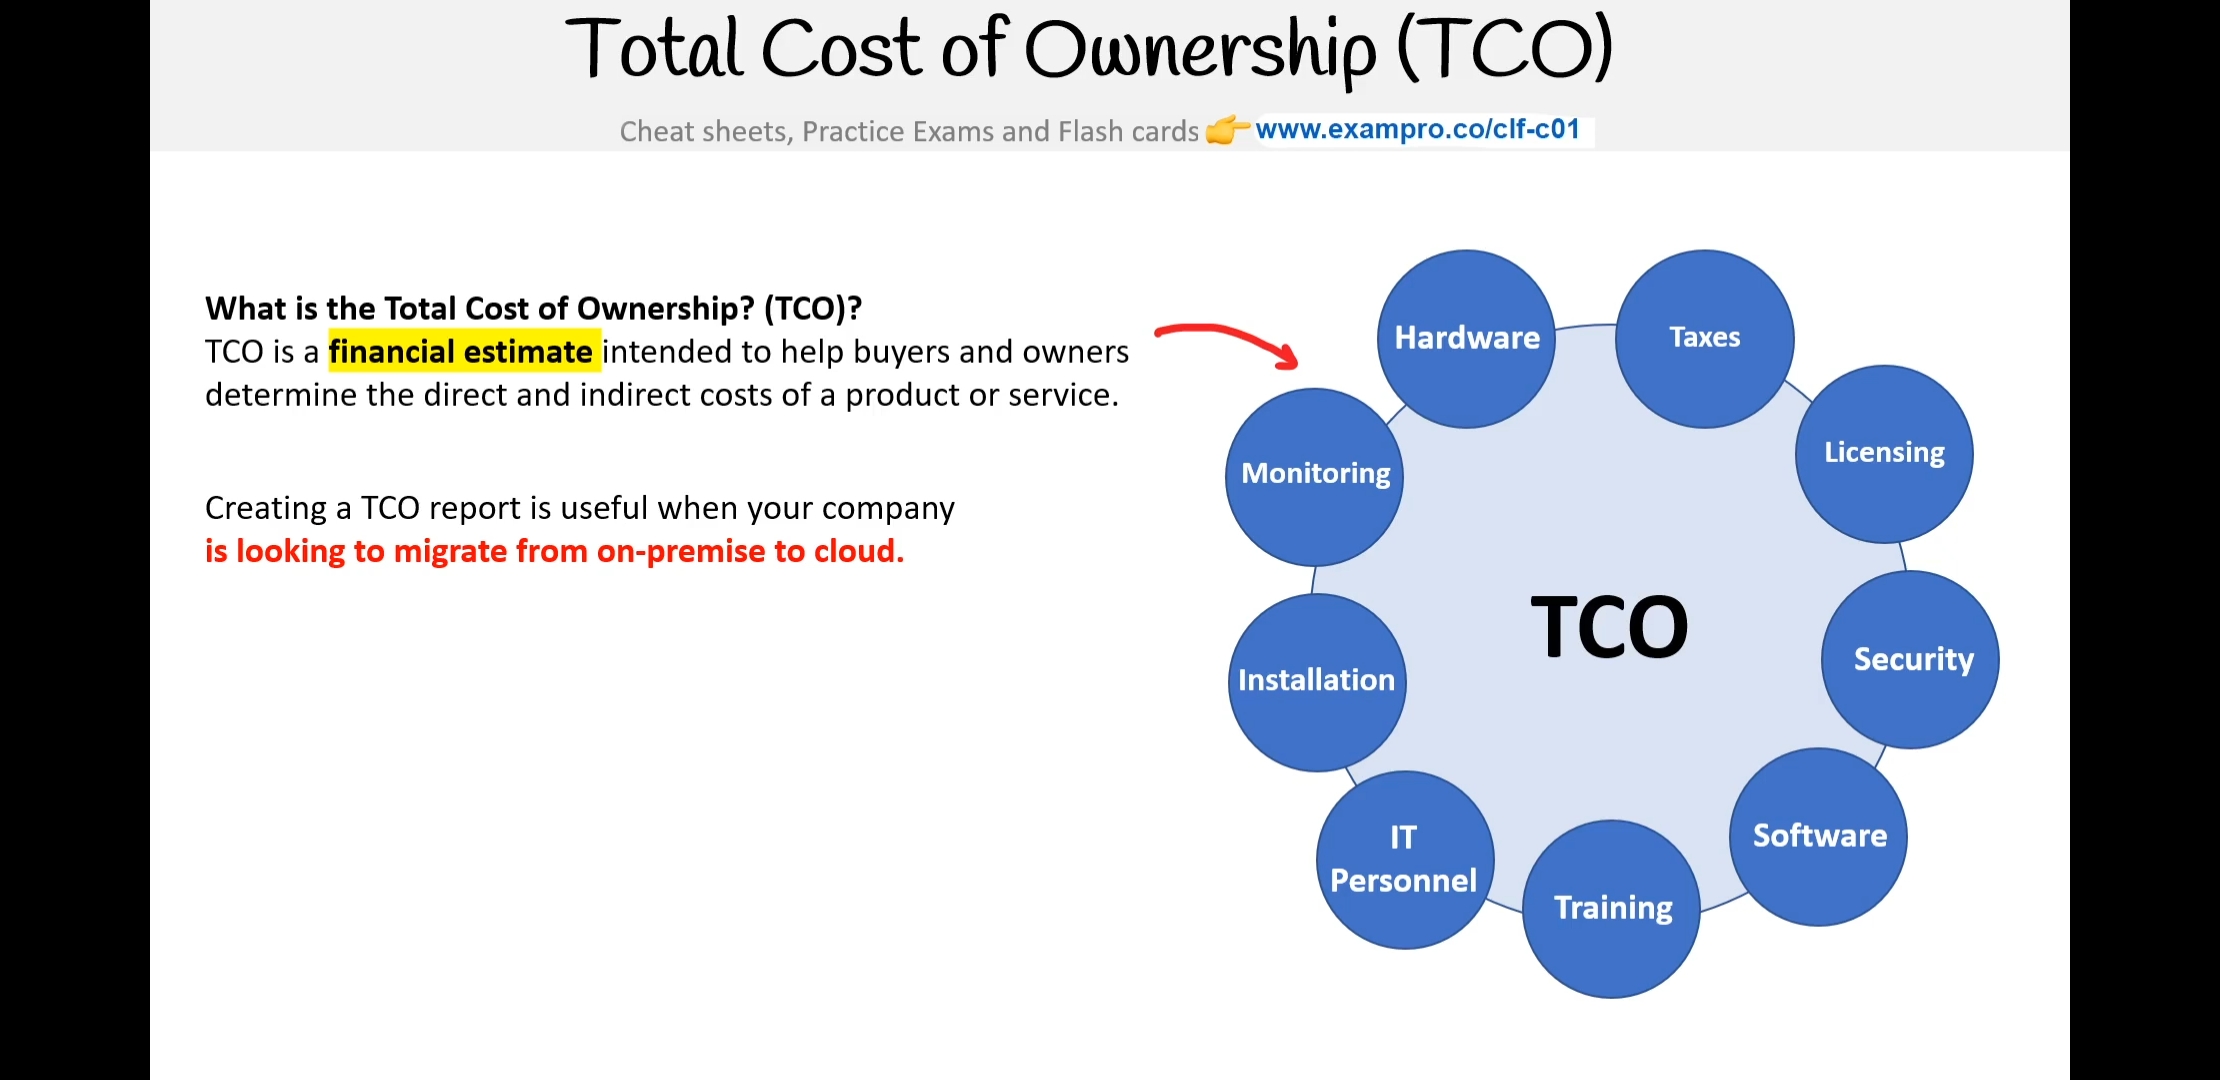 Total Cost of Ownership (TCO)
Cheat sheets, Practice Exams and Flash cards 👉 www.exampro.co/clf-c01
What is the Total Cost of Ownership? (TCO)?
TCO is a financial estimate intended to help buyers and owners
determine the direct and indirect costs of a product or service.
Creating a TCO report is useful when your company
is looking to migrate from on-premise to cloud.
Hardware
Taxes
Licensing
Monitoring
TCO
Security
Installation
Software
IT
Personnel
Training